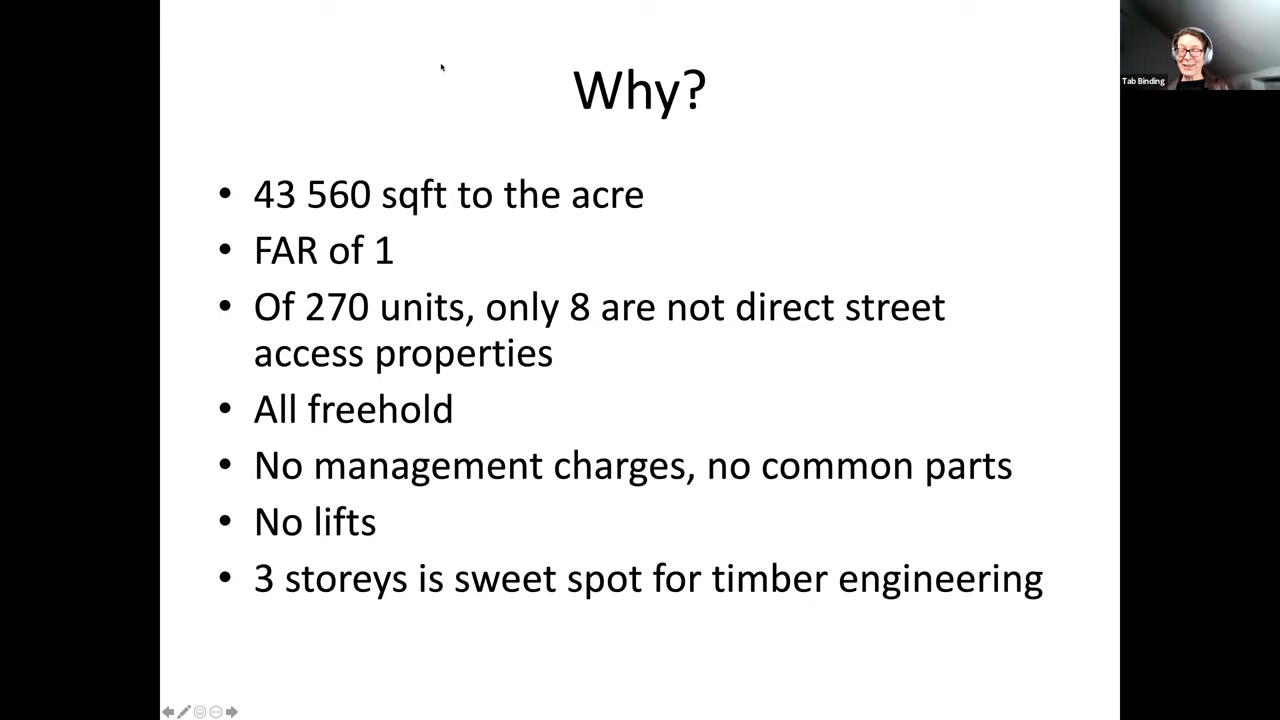 Why?
• 43 560 sqft to the acre
• FAR of 1
• Of 270 units, only 8 are not direct street
access properties
• All freehold
• No management charges, no common parts
• No lifts
• 3 storeys is sweet spot for timber engineering
Tab Binding